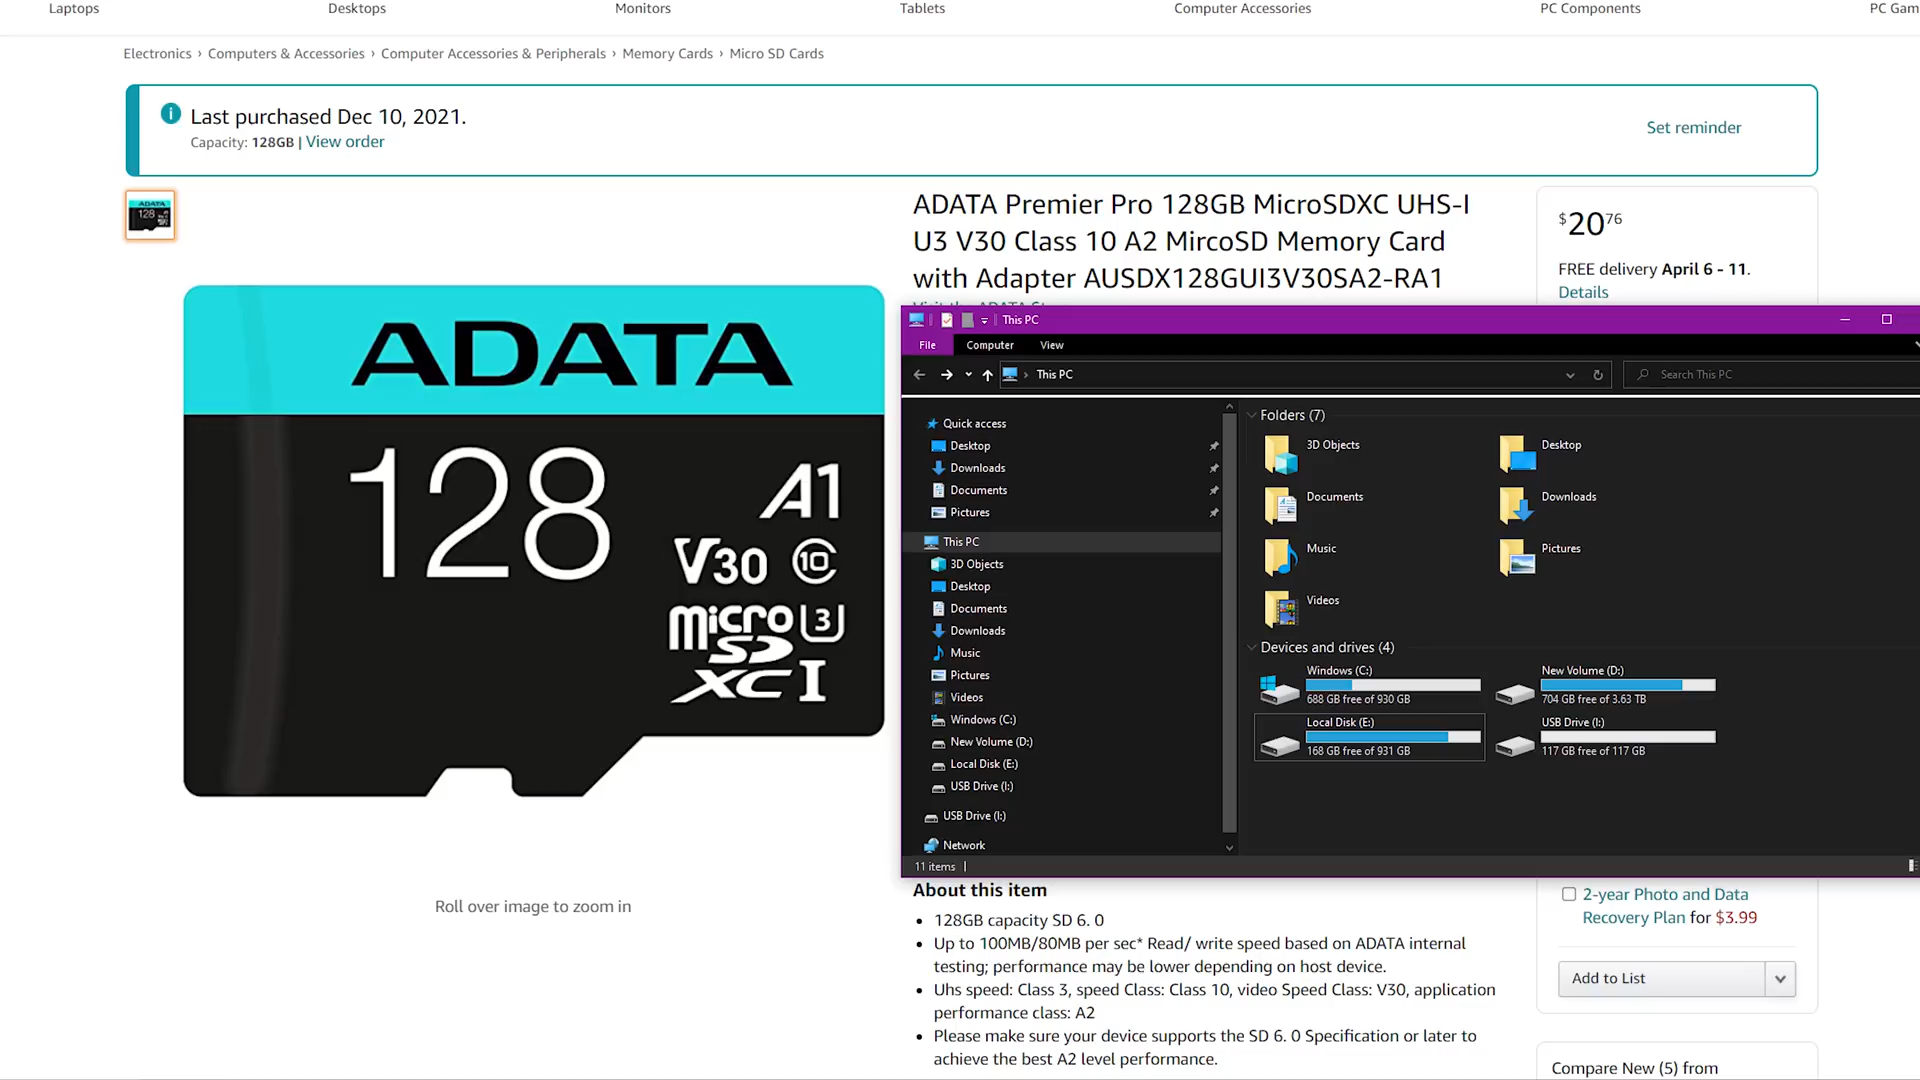 Laptops Desktops Monitors Tablets Computer Accessories PC Components PC Gam
Electronics › Computers & Accessories › Computer Accessories & Peripherals › Memory Cards › Micro SD Cards
Last purchased Dec 10, 2021.
Capacity: 128GB | View order
Set reminder
ADATA
128
ADATA
128
A1
V30 10
micro 3
SD
XC I
Roll over image to zoom in
ADATA Premier Pro 128GB MicroSDXC UHS-I
U3 V30 Class 10 A2 MircoSD Memory Card
with Adapter AUSDX128GUI3V30SA2-RA1
$20 76
FREE delivery April 6 - 11.
Details
This PC
File Computer View
› This PC
Search This PC
Quick access
Desktop
Downloads
Documents
Pictures
This PC
3D Objects
Desktop
Documents
Downloads
Music
Pictures
Videos
Windows (C:)
New Volume (D:)
Local Disk (E:)
USB Drive (I:)
USB Drive (I:)
Network
11 items
Folders (7)
3D Objects
Desktop
Documents
Downloads
Music
Pictures
Videos
Devices and drives (4)
Windows (C:)
688 GB free of 930 GB
New Volume (D:)
704 GB free of 3.63 TB
Local Disk (E:)
168 GB free of 931 GB
USB Drive (I:)
117 GB free of 117 GB
About this item
• 128GB capacity SD 6. 0
• Up to 100MB/80MB per sec* Read/ write speed based on ADATA internal
testing; performance may be lower depending on host device.
• Uhs speed: Class 3, speed Class: Class 10, video Speed Class: V30, application
performance class: A2
• Please make sure your device supports the SD 6. 0 Specification or later to
achieve the best A2 level performance.
2-year Photo and Data
Recovery Plan for $3.99
Add to List
Compare New (5) from